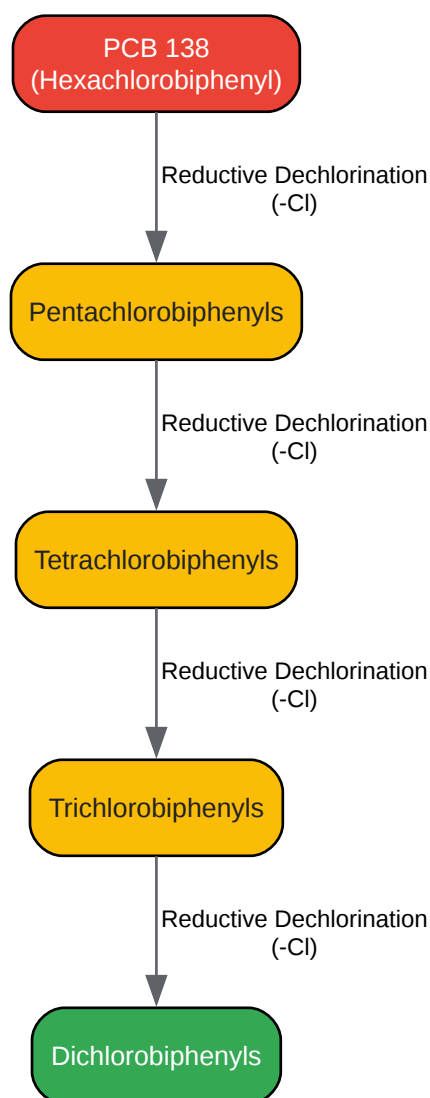 PCB 138
(Hexachlorobiphenyl)
Reductive Dechlorination
(-Cl)
Pentachlorobiphenyls
Reductive Dechlorination
(-Cl)
Tetrachlorobiphenyls
Reductive Dechlorination
(-Cl)
Trichlorobiphenyls
Reductive Dechlorination
(-Cl)
Dichlorobiphenyls